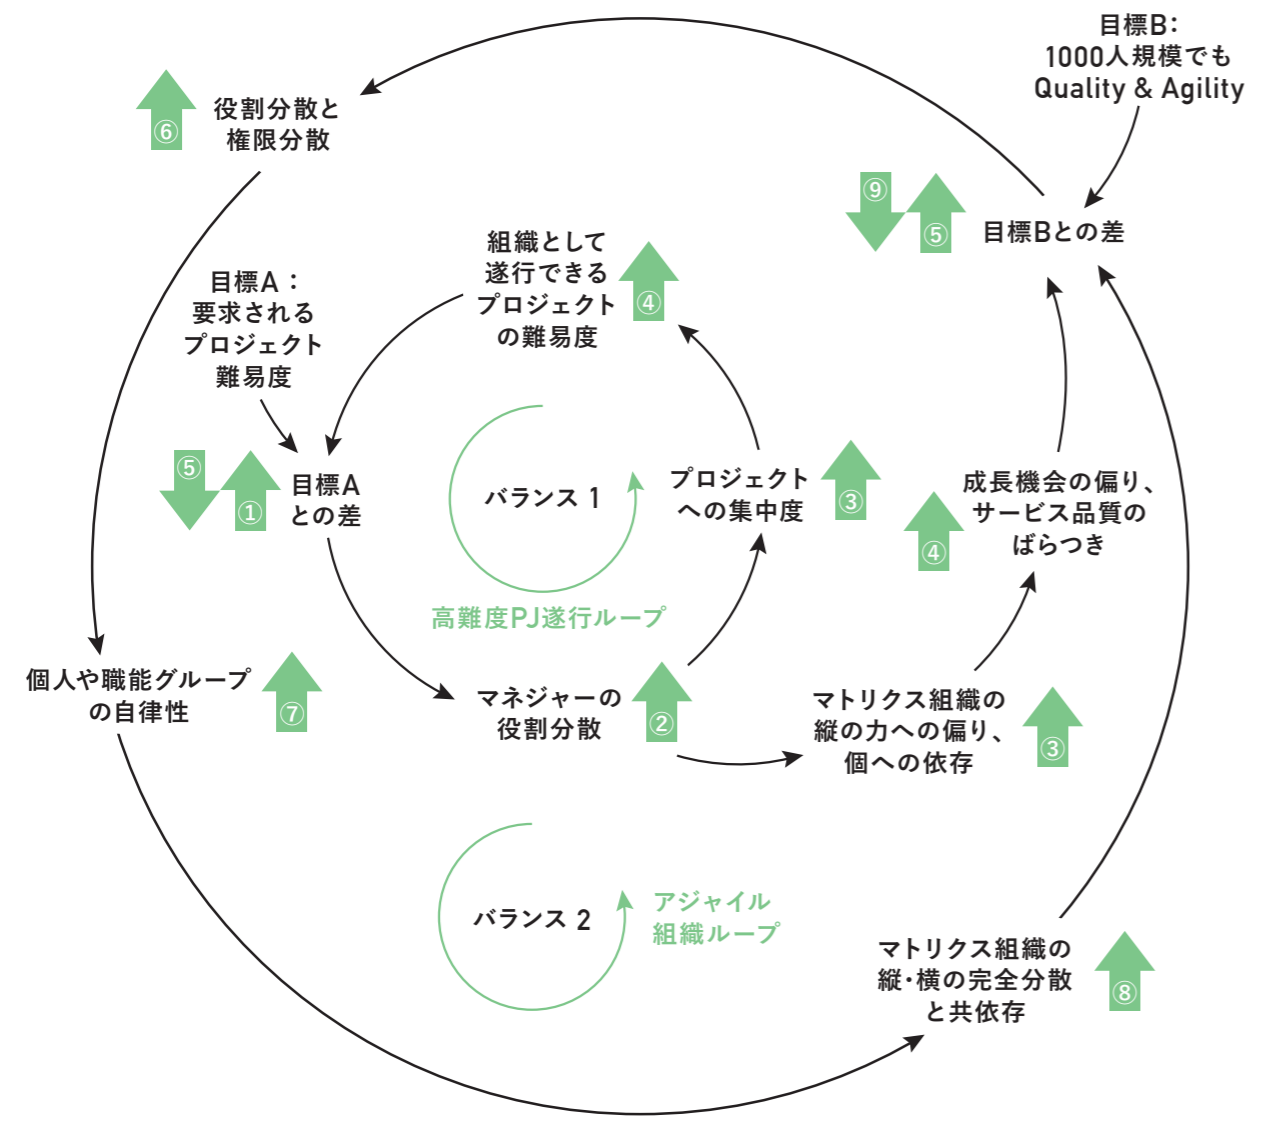 目標B：
1000人規模でも
Quality & Agility
⑥
役割分散と
権限分散
⑨
⑤
目標Bとの差
組織として
遂行できる
プロジェクト
の難易度
④
目標A：
要求される
プロジェクト
難易度
⑤
①
目標A
との差
バランス 1
高難度PJ遂行ループ
プロジェクト
への集中度
③
成長機会の偏り、
サービス品質の
ばらつき
④
個人や職能グループ
の自律性
⑦
マネジャーの
役割分散
②
マトリクス組織の
縦の力への偏り、
個への依存
③
バランス 2
アジャイル
組織ループ
マトリクス組織の
縦・横の完全分散
と共依存
⑧